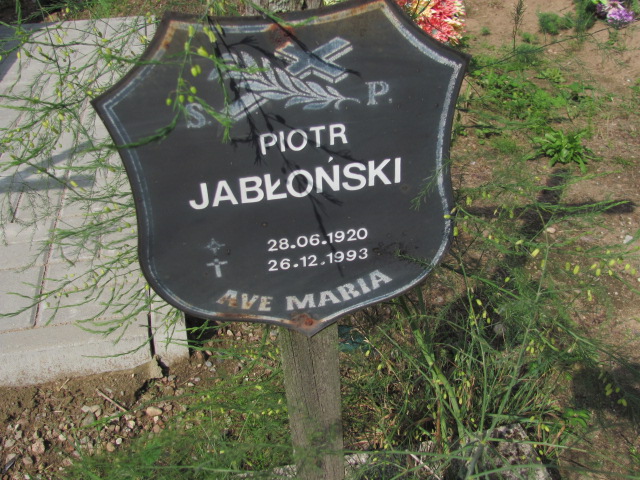 Ś. P.
PIOTR
JABŁOŃSKI
28.06.1920
26.12.1993
AVE MARIA